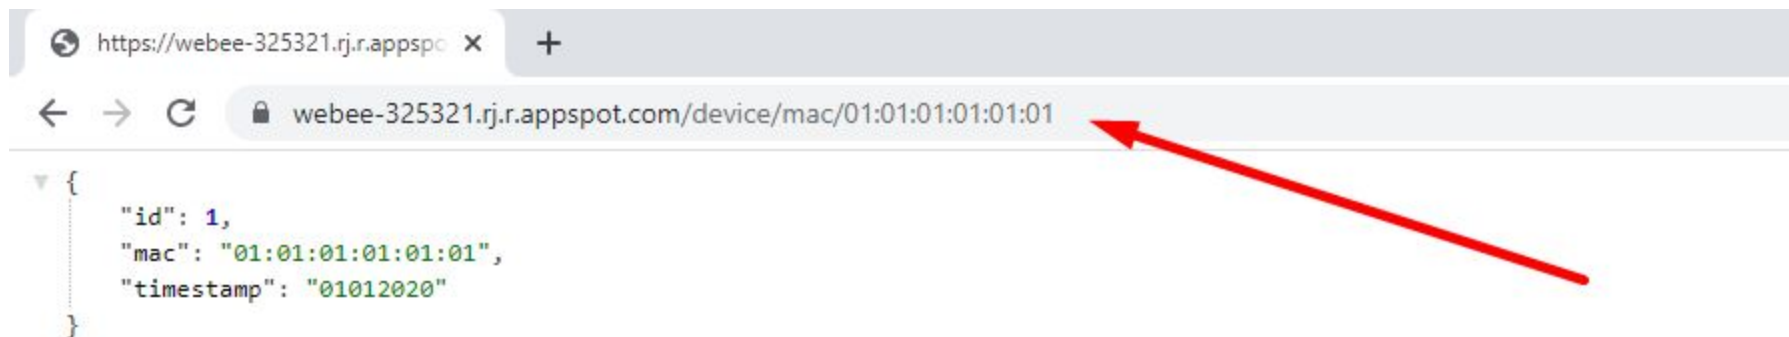 https://webee-325321.rj.r.appspo
webee-325321.rj.r.appspot.com/device/mac/01:01:01:01:01:01
{
"id": 1,
"mac": "01:01:01:01:01:01",
"timestamp": "01012020"
}